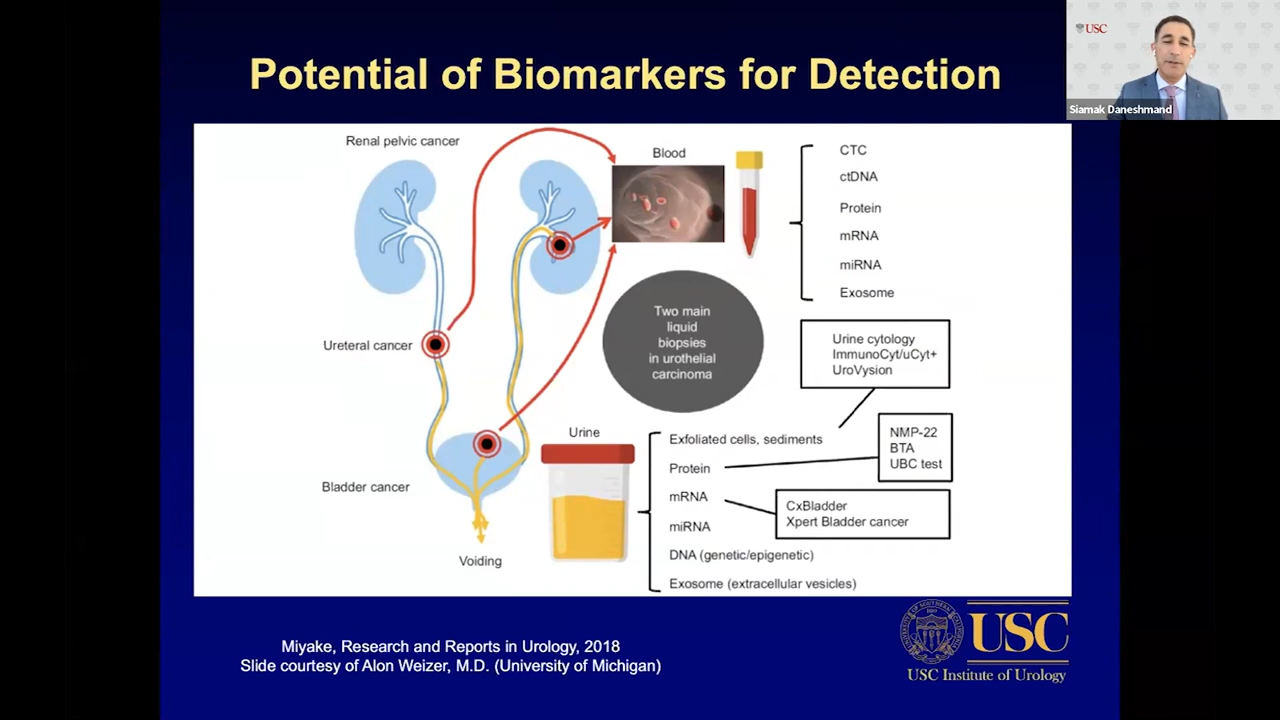 Potential of Biomarkers for Detection
USC
Siamak Daneshmand
Renal pelvic cancer
Blood
CTC
ctDNA
Protein
mRNA
miRNA
Exosome
Two main
liquid
biopsies
in urothelial
carcinoma
Ureteral cancer
Urine cytology
ImmunoCyt/uCyt+
UroVysion
Urine
Exfoliated cells, sediments
Protein
mRNA
miRNA
DNA (genetic/epigenetic)
Exosome (extracellular vesicles)
NMP-22
BTA
UBC test
CxBladder
Xpert Bladder cancer
Bladder cancer
Voiding
Miyake, Research and Reports in Urology, 2018
Slide courtesy of Alon Weizer, M.D. (University of Michigan)
USC
USC Institute of Urology